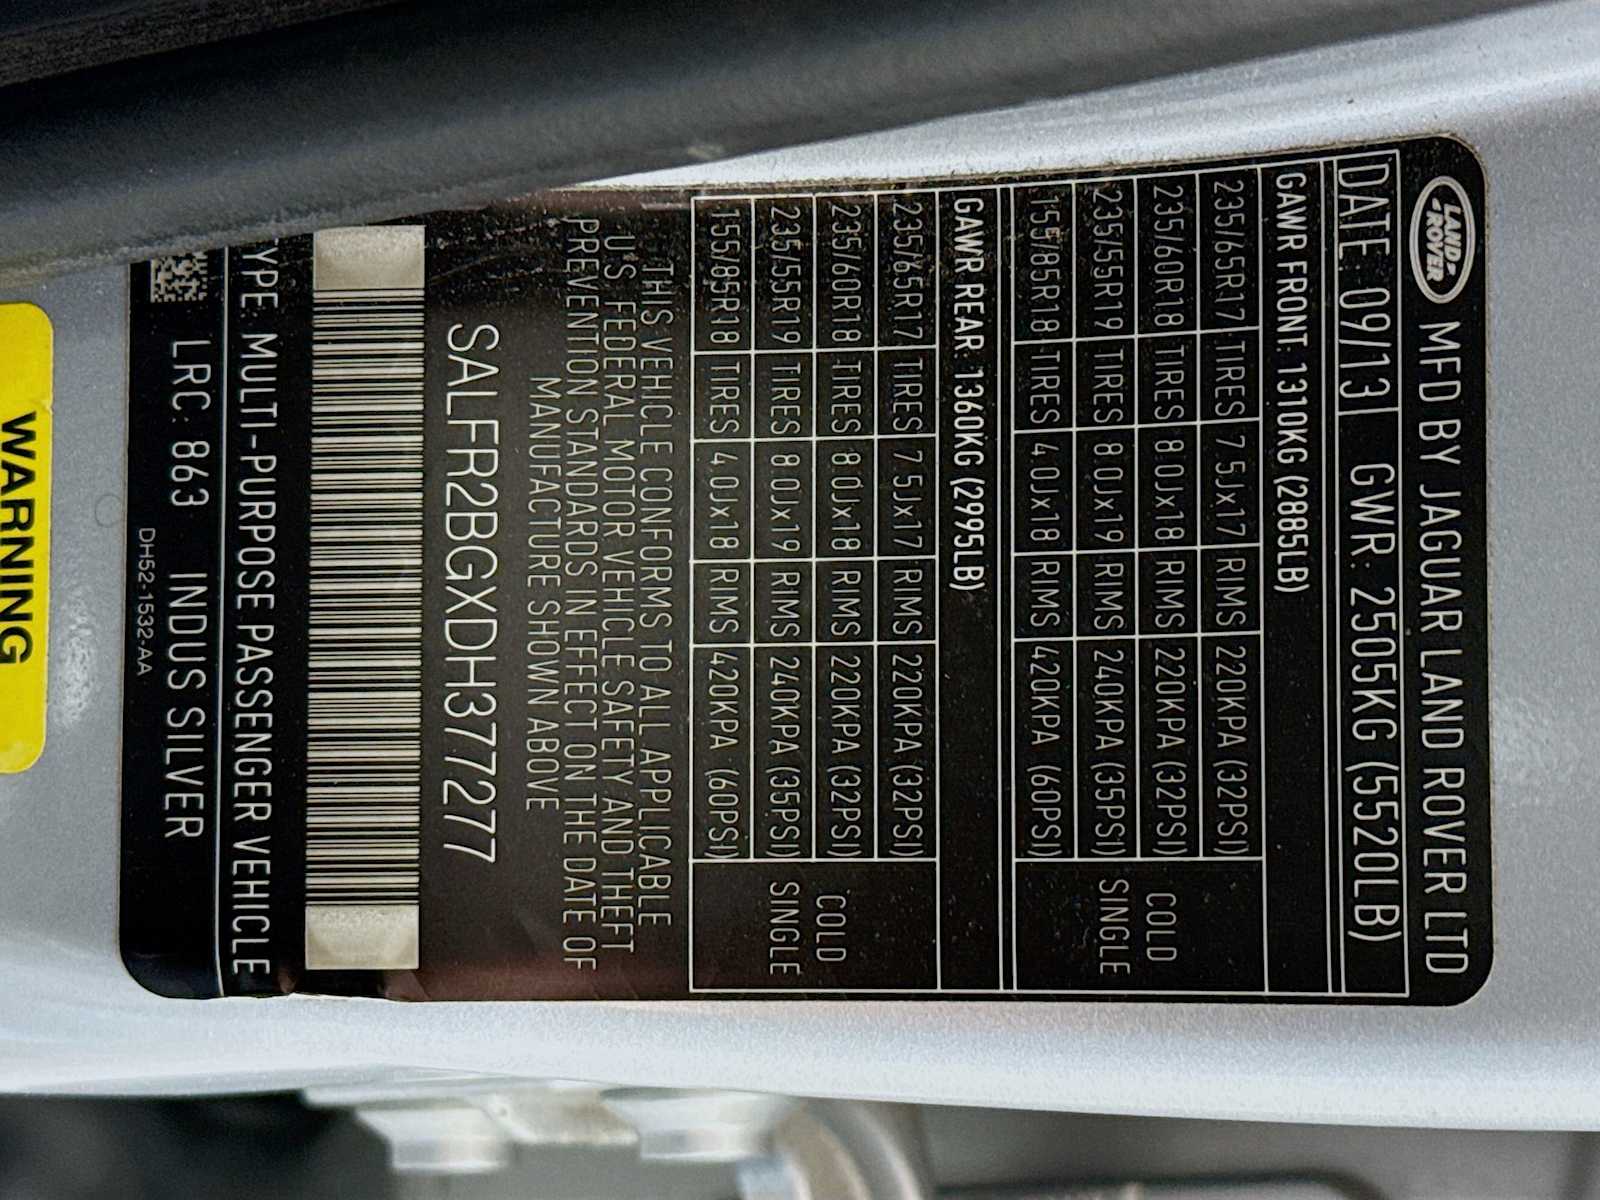 LAND
ROVER
MFD BY JAGUAR LAND ROVER LTD
DATE: 09/13 GWR: 2505KG (5520LB)
GAWR FRONT: 1310KG (2885LB)
235/65R17 TIRES 7.5Jx17 RIMS 220KPA (32PSI)
235/60R18 TIRES 8.0Jx18 RIMS 220KPA (32PSI)
235/55R19 TIRES 8.0Jx19 RIMS 240KPA (35PSI)
155/85R18 TIRES 4.0Jx18 RIMS 420KPA (60PSI)
COLD
SINGLE
GAWR REAR: 1360KG (2995LB)
235/65R17 TIRES 7.5Jx17 RIMS 220KPA (32PSI)
235/60R18 TIRES 8.0Jx18 RIMS 220KPA (32PSI)
235/55R19 TIRES 8.0Jx19 RIMS 240KPA (35PSI)
155/85R18 TIRES 4.0Jx18 RIMS 420KPA (60PSI)
COLD
SINGLE
THIS VEHICLE CONFORMS TO ALL APPLICABLE
US FEDERAL MOTOR VEHICLE SAFETY AND THEFT
PREVENTION STANDARDS IN EFFECT ON THE DATE OF
MANUFACTURE SHOWN ABOVE
SALFR2BGXDH377277
TYPE: MULTI-PURPOSE PASSENGER VEHICLE
LRC: 863 INDUS SILVER
DH52-1532-AA
WARNING